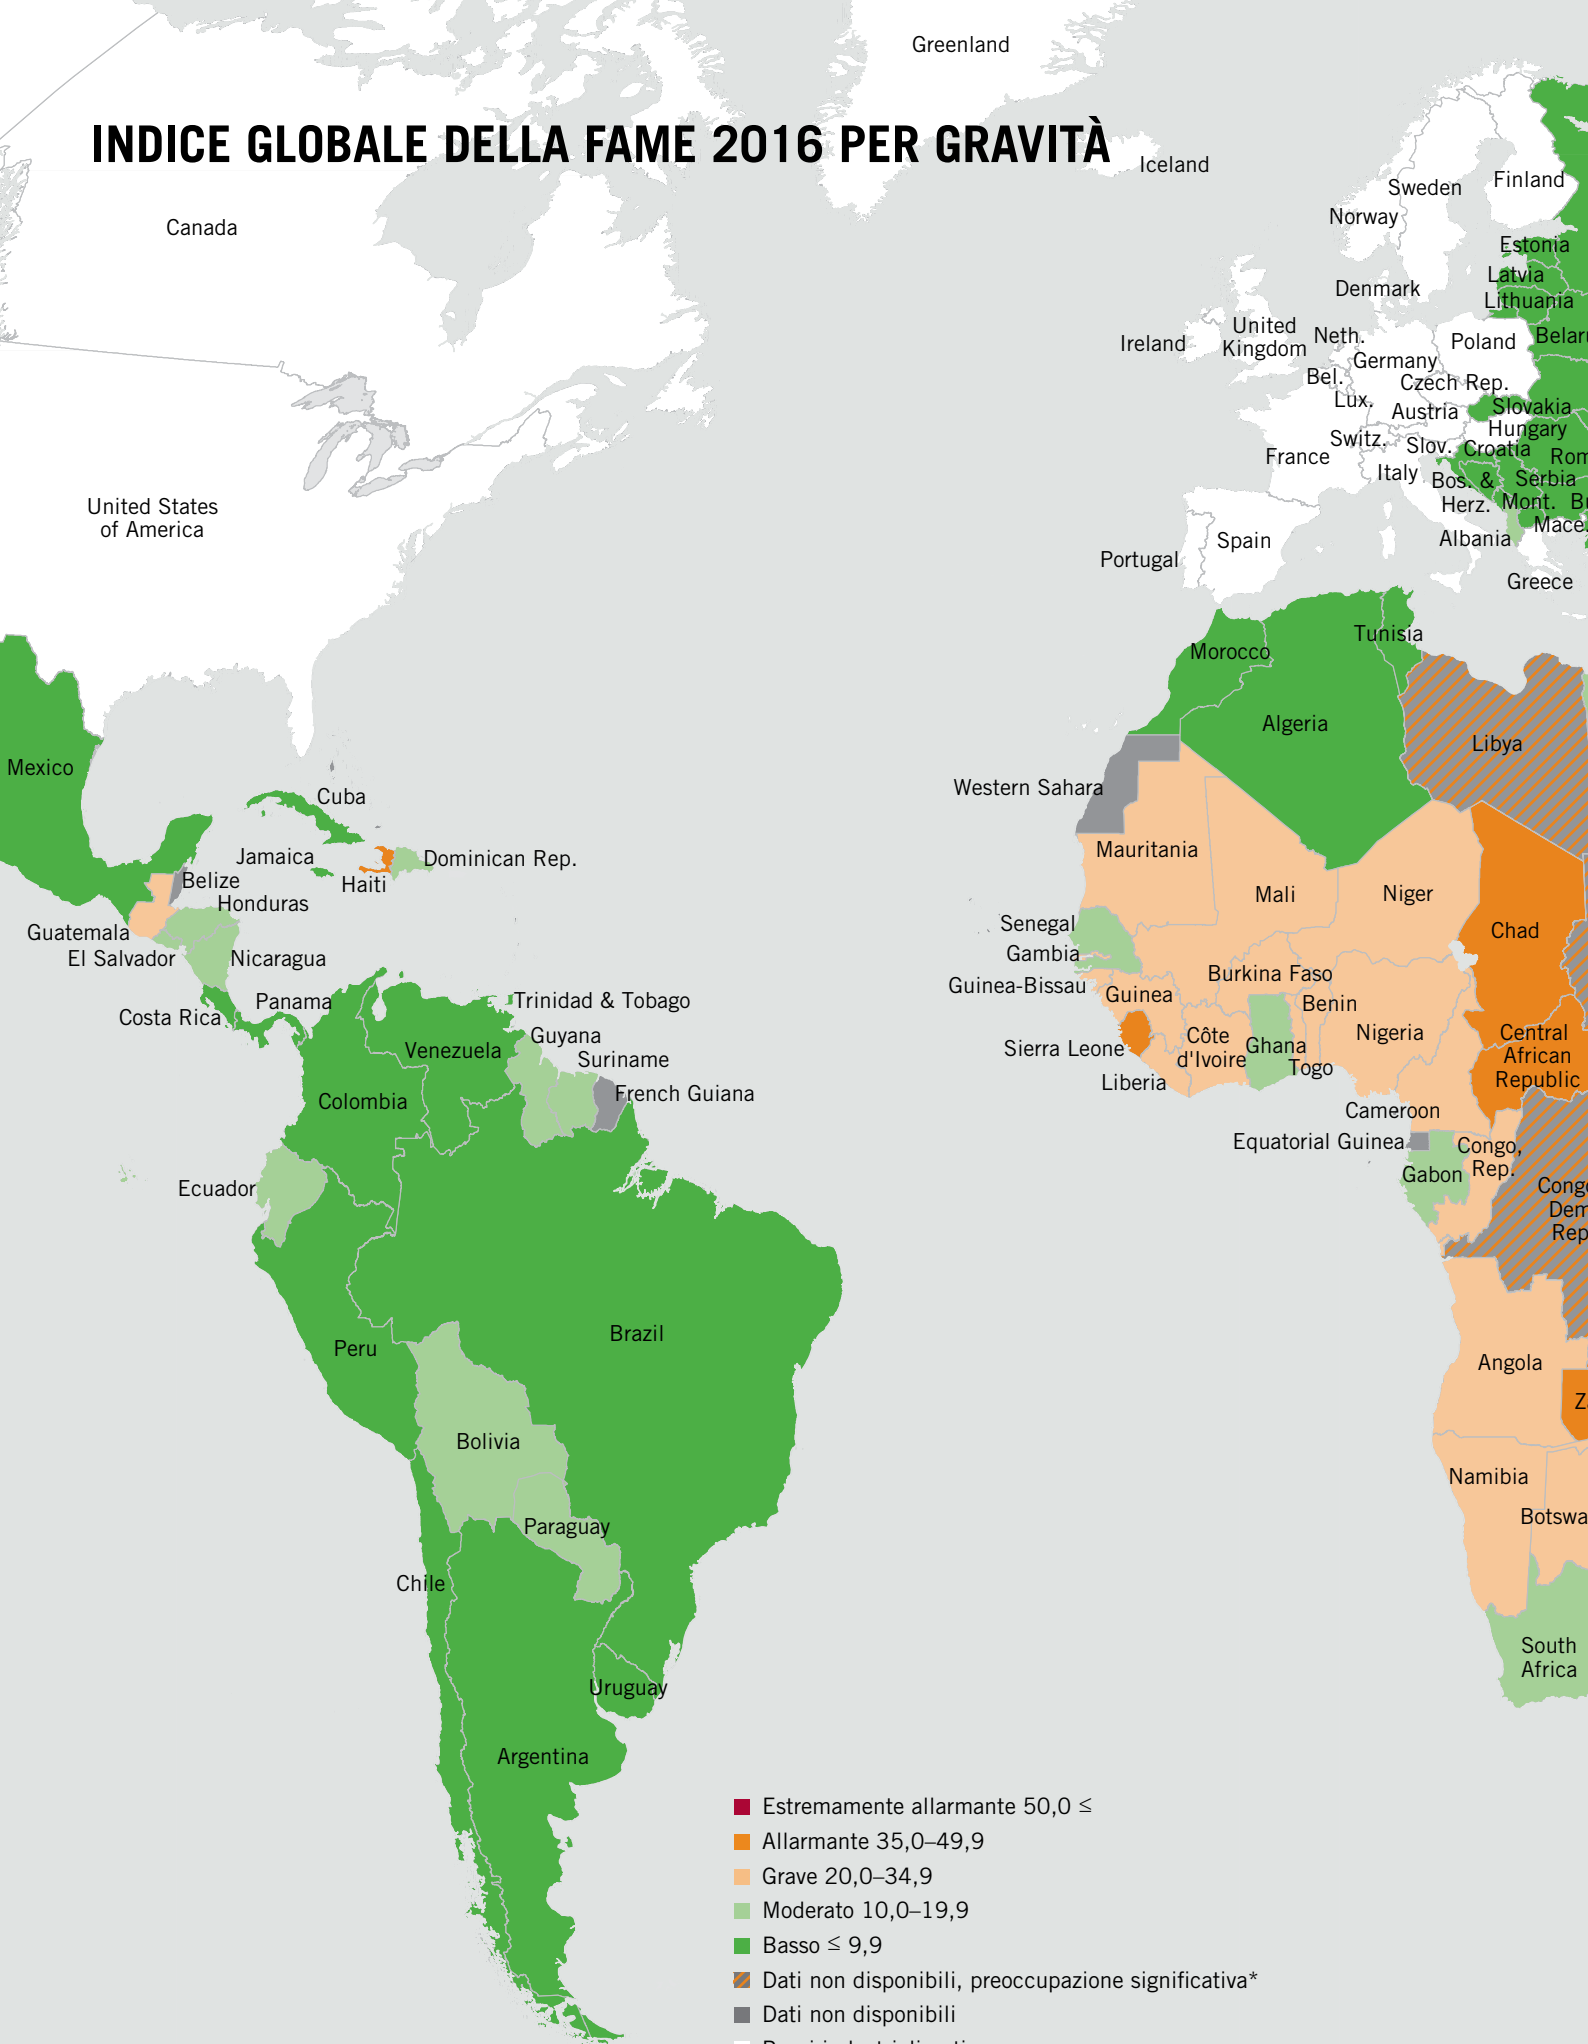 Greenland
INDICE GLOBALE DELLA FAME 2016 PER GRAVITÀ
Iceland
Canada
Sweden
Finland
Norway
Estonia
Latvia
Lithuania
Denmark
United
Kingdom
Ireland
Neth.
Poland
Belar
Germany
Bel.
Czech Rep.
Lux.
Austria
Slovakia
Hungary
Switz.
Slov.
Croatia
France
Rom
Italy
Bos. &
Herz.
Serbia
Mont.
Mace.
United States
of America
Albania
Spain
Portugal
Greece
Tunisia
Morocco
Algeria
Libya
Mexico
Western Sahara
Cuba
Mauritania
Jamaica
Dominican Rep.
Haiti
Belize
Honduras
Mali
Niger
Chad
Senegal
Guatemala
Gambia
El Salvador
Nicaragua
Burkina Faso
Guinea-Bissau
Guinea
Benin
Panama
Trinidad & Tobago
Costa Rica
Nigeria
Central
African
Republic
Guyana
Côte
d'Ivoire
Ghana
Sierra Leone
Venezuela
Suriname
Togo
Liberia
French Guiana
Colombia
Cameroon
Equatorial Guinea
Congo,
Rep.
Gabon
Ecuador
Cong
Dem
Rep
Brazil
Peru
Angola
Z
Bolivia
Namibia
Botswa
Paraguay
Chile
South
Africa
Uruguay
Argentina
Estremamente allarmante 50,0 ≤
Allarmante 35,0–49,9
Grave 20,0–34,9
Moderato 10,0–19,9
Basso ≤ 9,9
Dati non disponibili, preoccupazione significativa*
Dati non disponibili